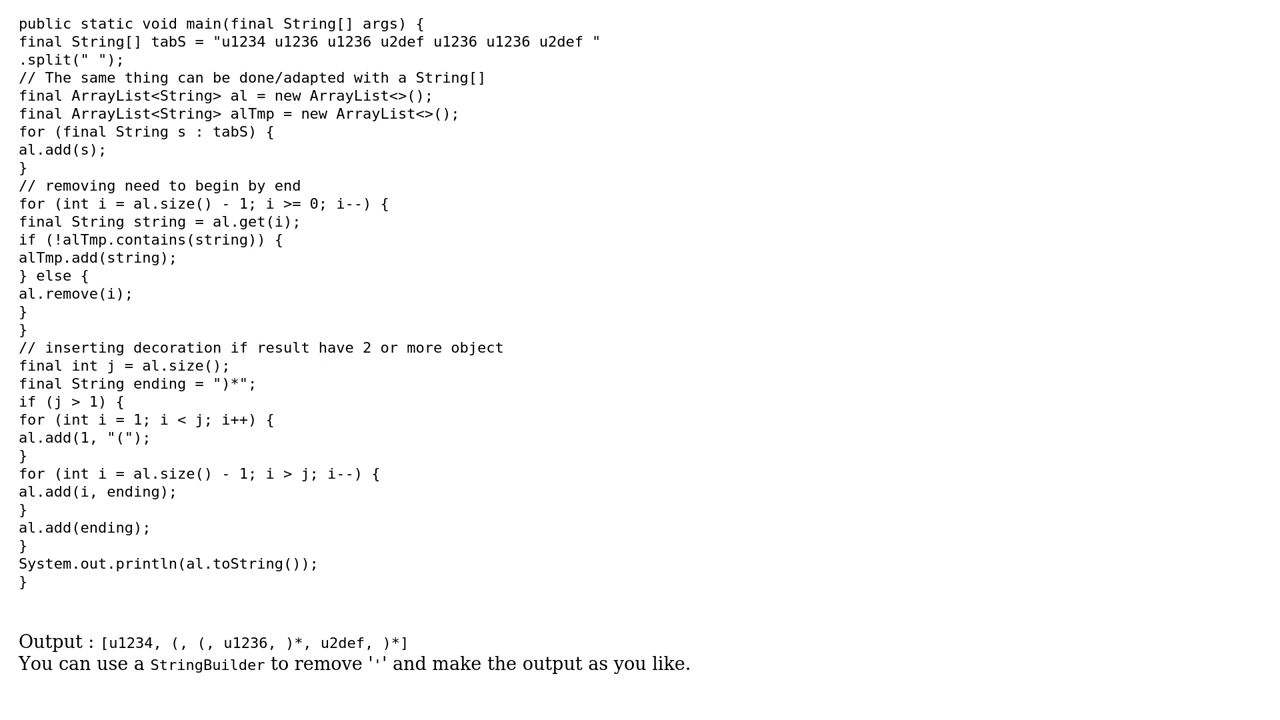 public static void main(final String[] args) {
final String[] tabS = "u1234 u1236 u1236 u2def u1236 u1236 u2def "
.split(" ");
// The same thing can be done/adapted with a String[]
final ArrayList<String> al = new ArrayList<>();
final ArrayList<String> alTmp = new ArrayList<>();
for (final String s : tabS) {
al.add(s);
}
// removing need to begin by end
for (int i = al.size() - 1; i >= 0; i--) {
final String string = al.get(i);
if (!alTmp.contains(string)) {
alTmp.add(string);
} else {
al.remove(i);
}
}
// inserting decoration if result have 2 or more object
final int j = al.size();
final String ending = ")*";
if (j > 1) {
for (int i = 1; i < j; i++) {
al.add(1, "(");
}
for (int i = al.size() - 1; i > j; i--) {
al.add(i, ending);
}
al.add(ending);
}
System.out.println(al.toString());
}
Output : [u1234, (, (, u1236, )*, u2def, )*]
You can use a StringBuilder to remove ''' and make the output as you like.